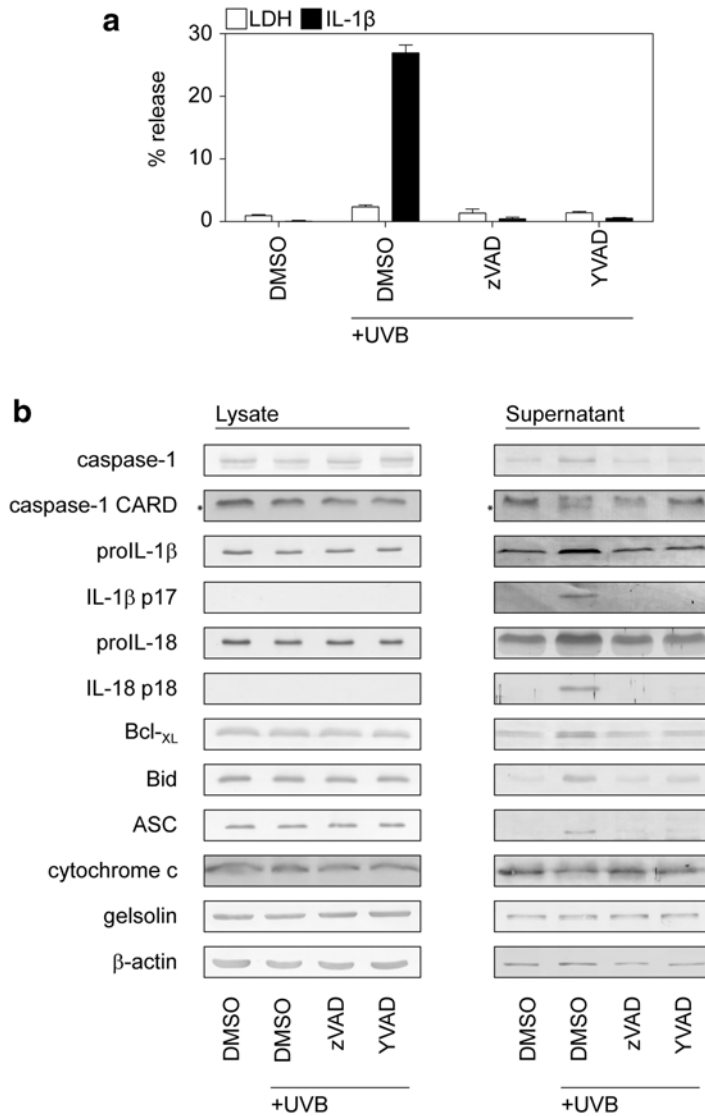 a
LDH IL-1β
% release
30
20
10
0
DMSO DMSO zVAD YVAD
+UVB
b
Lysate Supernatant
caspase-1
caspase-1 CARD * *
proIL-1β
IL-1β p17
proIL-18
IL-18 p18
Bcl-XL
Bid
ASC
cytochrome c
gelsolin
β-actin
DMSO DMSO zVAD YVAD DMSO DMSO zVAD YVAD
+UVB +UVB